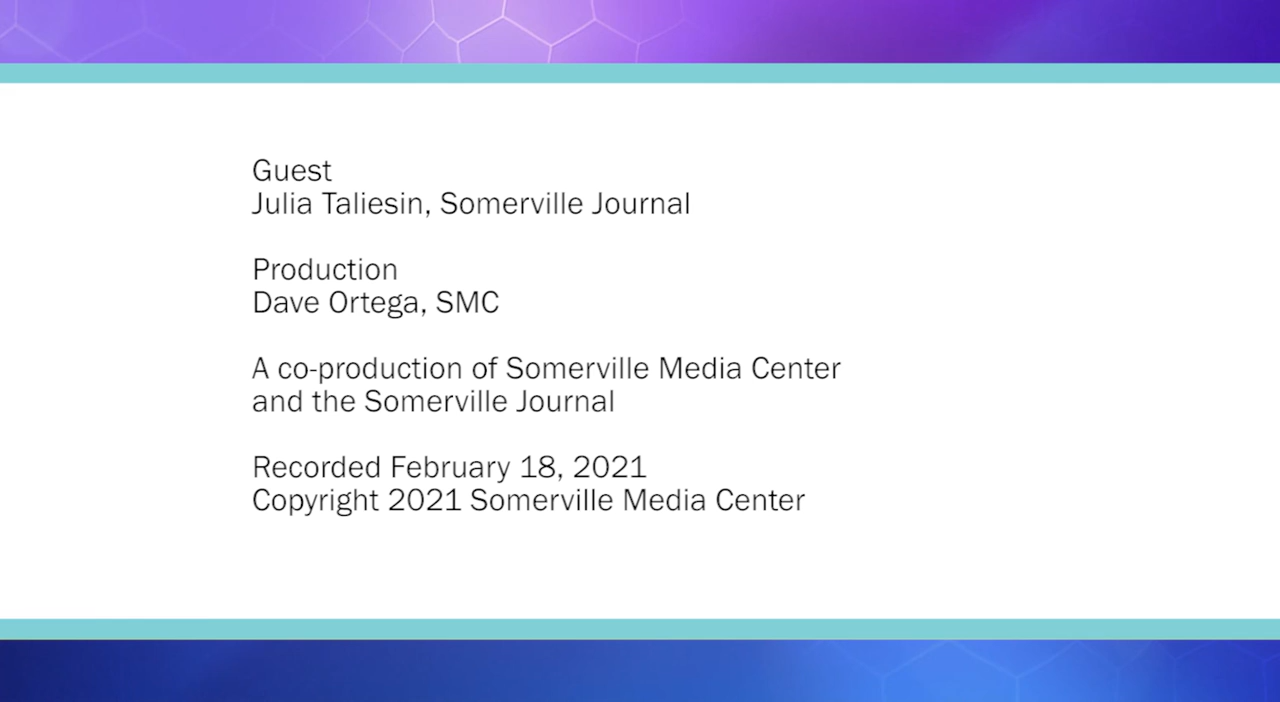 Guest
Julia Taliesin, Somerville Journal
Production
Dave Ortega, SMC
A co-production of Somerville Media Center
and the Somerville Journal
Recorded February 18, 2021
Copyright 2021 Somerville Media Center